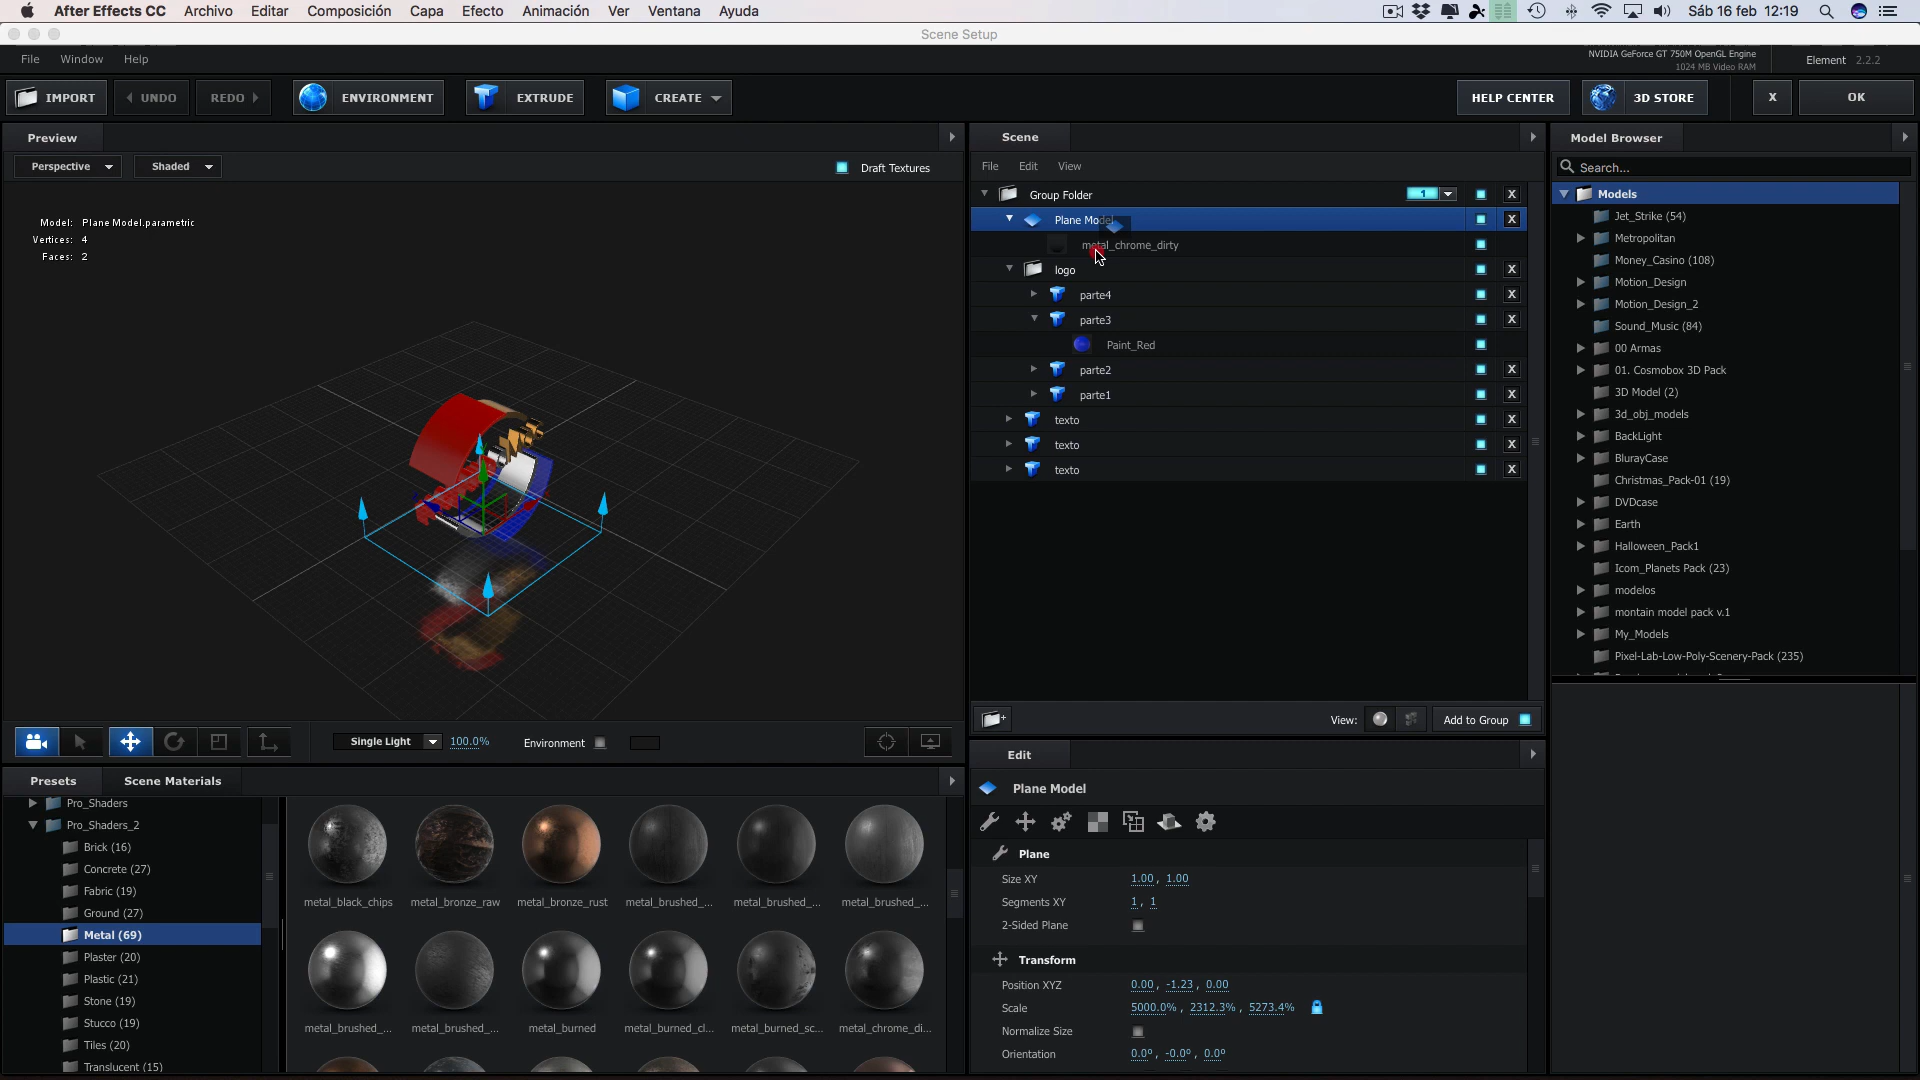 After Effects CC Archivo Editar Composición Capa Efecto Animación Ver Ventana Ayuda Sáb 16 feb 12:19
Scene Setup
File Window Help
NVIDIA GeForce GT 750M OpenGL Engine
1024 MB Video RAM
Element 2.2.2
IMPORT UNDO REDO ENVIRONMENT EXTRUDE CREATE HELP CENTER 3D STORE X OK
Preview
Perspective Shaded Draft Textures
Model: Plane Model.parametric
Vertices: 4
Faces: 2
Single Light 100.0% Environment
Scene
File Edit View
Group Folder 1 X
Plane Model X
metal_chrome_dirty
logo X
parte4 X
parte3 X
Paint_Red
parte2 X
parte1 X
texto X
texto X
texto X
View: Add to Group
Model Browser
Search...
Models
Jet_Strike (54)
Metropolitan
Money_Casino (108)
Motion_Design
Motion_Design_2
Sound_Music (84)
00 Armas
01. Cosmobox 3D Pack
3D Model (2)
3d_obj_models
BackLight
BlurayCase
Christmas_Pack-01 (19)
DVDcase
Earth
Halloween_Pack1
Icom_Planets Pack (23)
modelos
montain model pack v.1
My_Models
Pixel-Lab-Low-Poly-Scenery-Pack (235)
Presets Scene Materials
Pro_Shaders
Pro_Shaders_2
Brick (16)
Concrete (27)
Fabric (19)
Ground (27)
Metal (69)
Plaster (20)
Plastic (21)
Stone (19)
Stucco (19)
Tiles (20)
Translucent (15)
metal_black_chips metal_bronze_raw metal_bronze_rust metal_brushed_... metal_brushed_... metal_brushed_...
metal_brushed_... metal_brushed_... metal_burned metal_burned_cl... metal_burned_sc... metal_chrome_di...
Edit
Plane Model
Plane
Size XY 1.00, 1.00
Segments XY 1, 1
2-Sided Plane
Transform
Position XYZ 0.00, -1.23, 0.00
Scale 5000.0%, 2312.3%, 5273.4%
Normalize Size
Orientation 0.0°, -0.0°, 0.0°